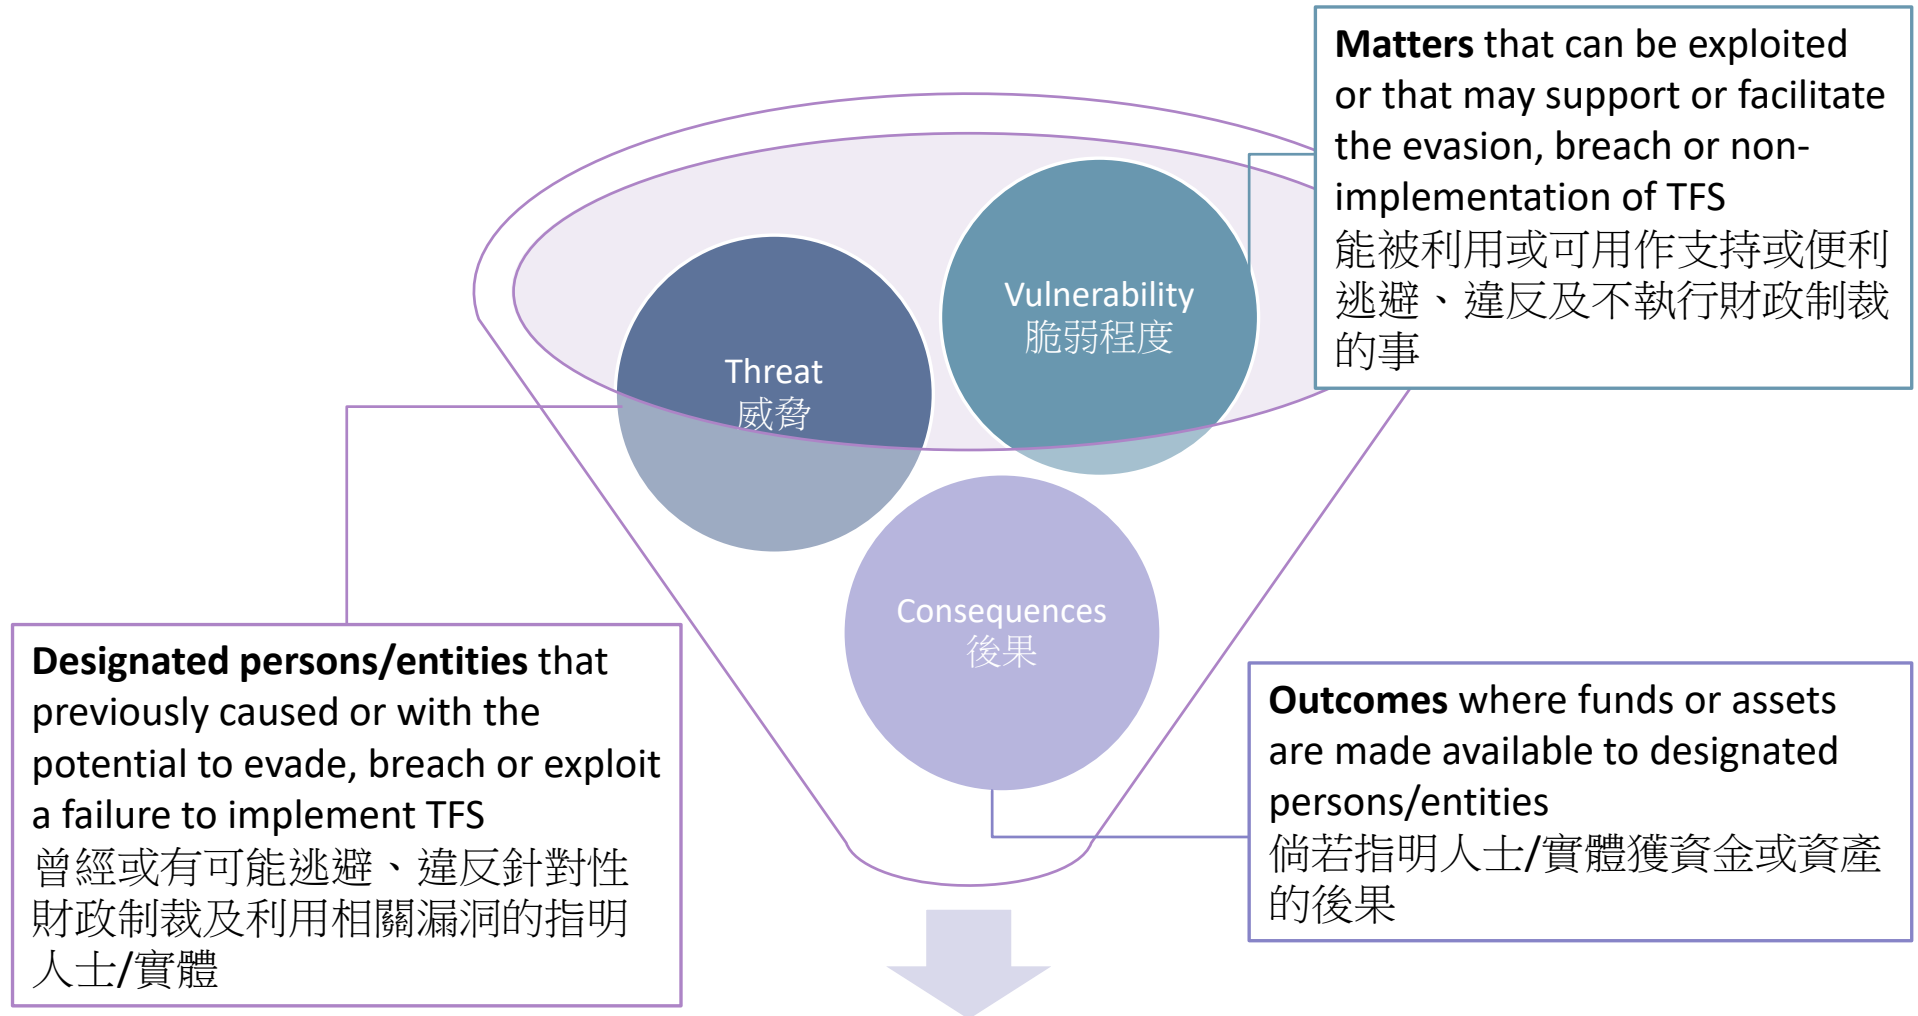 Matters that can be exploited
or that may support or facilitate
the evasion, breach or non-
implementation of TFS
能被利用或可用作支持或便利
逃避、違反及不執行財政制裁
的事
Vulnerability
脆弱程度
Threat
威脅
Consequences
後果
Designated persons/entities that
previously caused or with the
potential to evade, breach or exploit
a failure to implement TFS
曾經或有可能逃避、違反針對性
財政制裁及利用相關漏洞的指明
人士/實體
Outcomes where funds or assets
are made available to designated
persons/entities
倘若指明人士/實體獲資金或資產
的後果